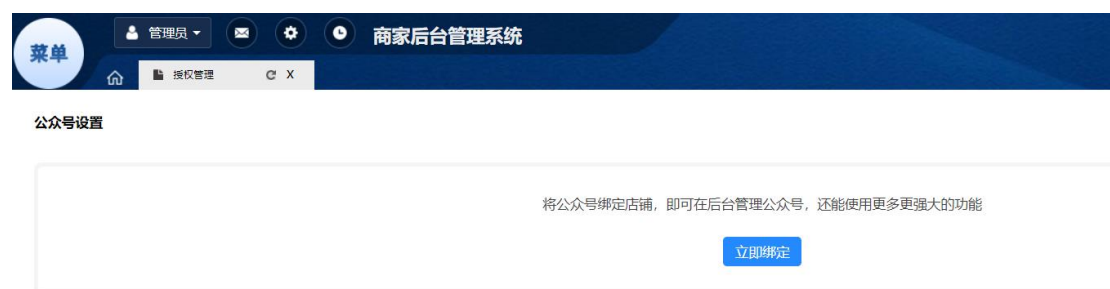 菜单
管理员
商家后台管理系统
授权管理 X
公众号设置
将公众号绑定店铺，即可在后台管理公众号，还能使用更多更强大的功能
立即绑定